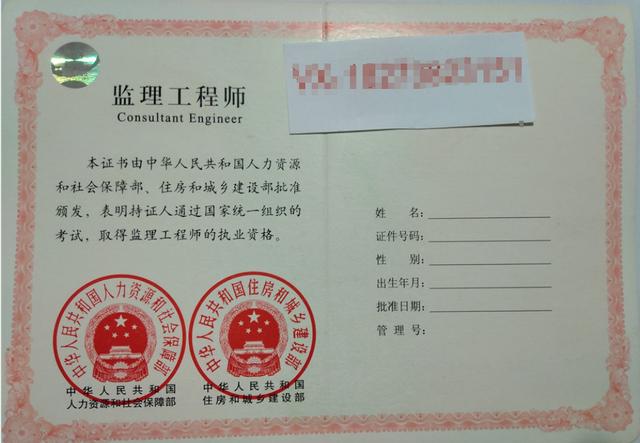 监理工程师
Consultant Engineer
本证书由中华人民共和国人力资源
和社会保障部、住房和城乡建设部批准
颁发，表明持证人通过国家统一组织的
考试，取得监理工程师的执业资格。
姓 名：
证件号码：
性 别：
出生年月：
批准日期：
管 理 号：
中华人民共和国人力资源和社会保障部
中华人民共和国住房和城乡建设部
中华人民共和国
人力资源和社会保障部
中华人民共和国
住房和城乡建设部